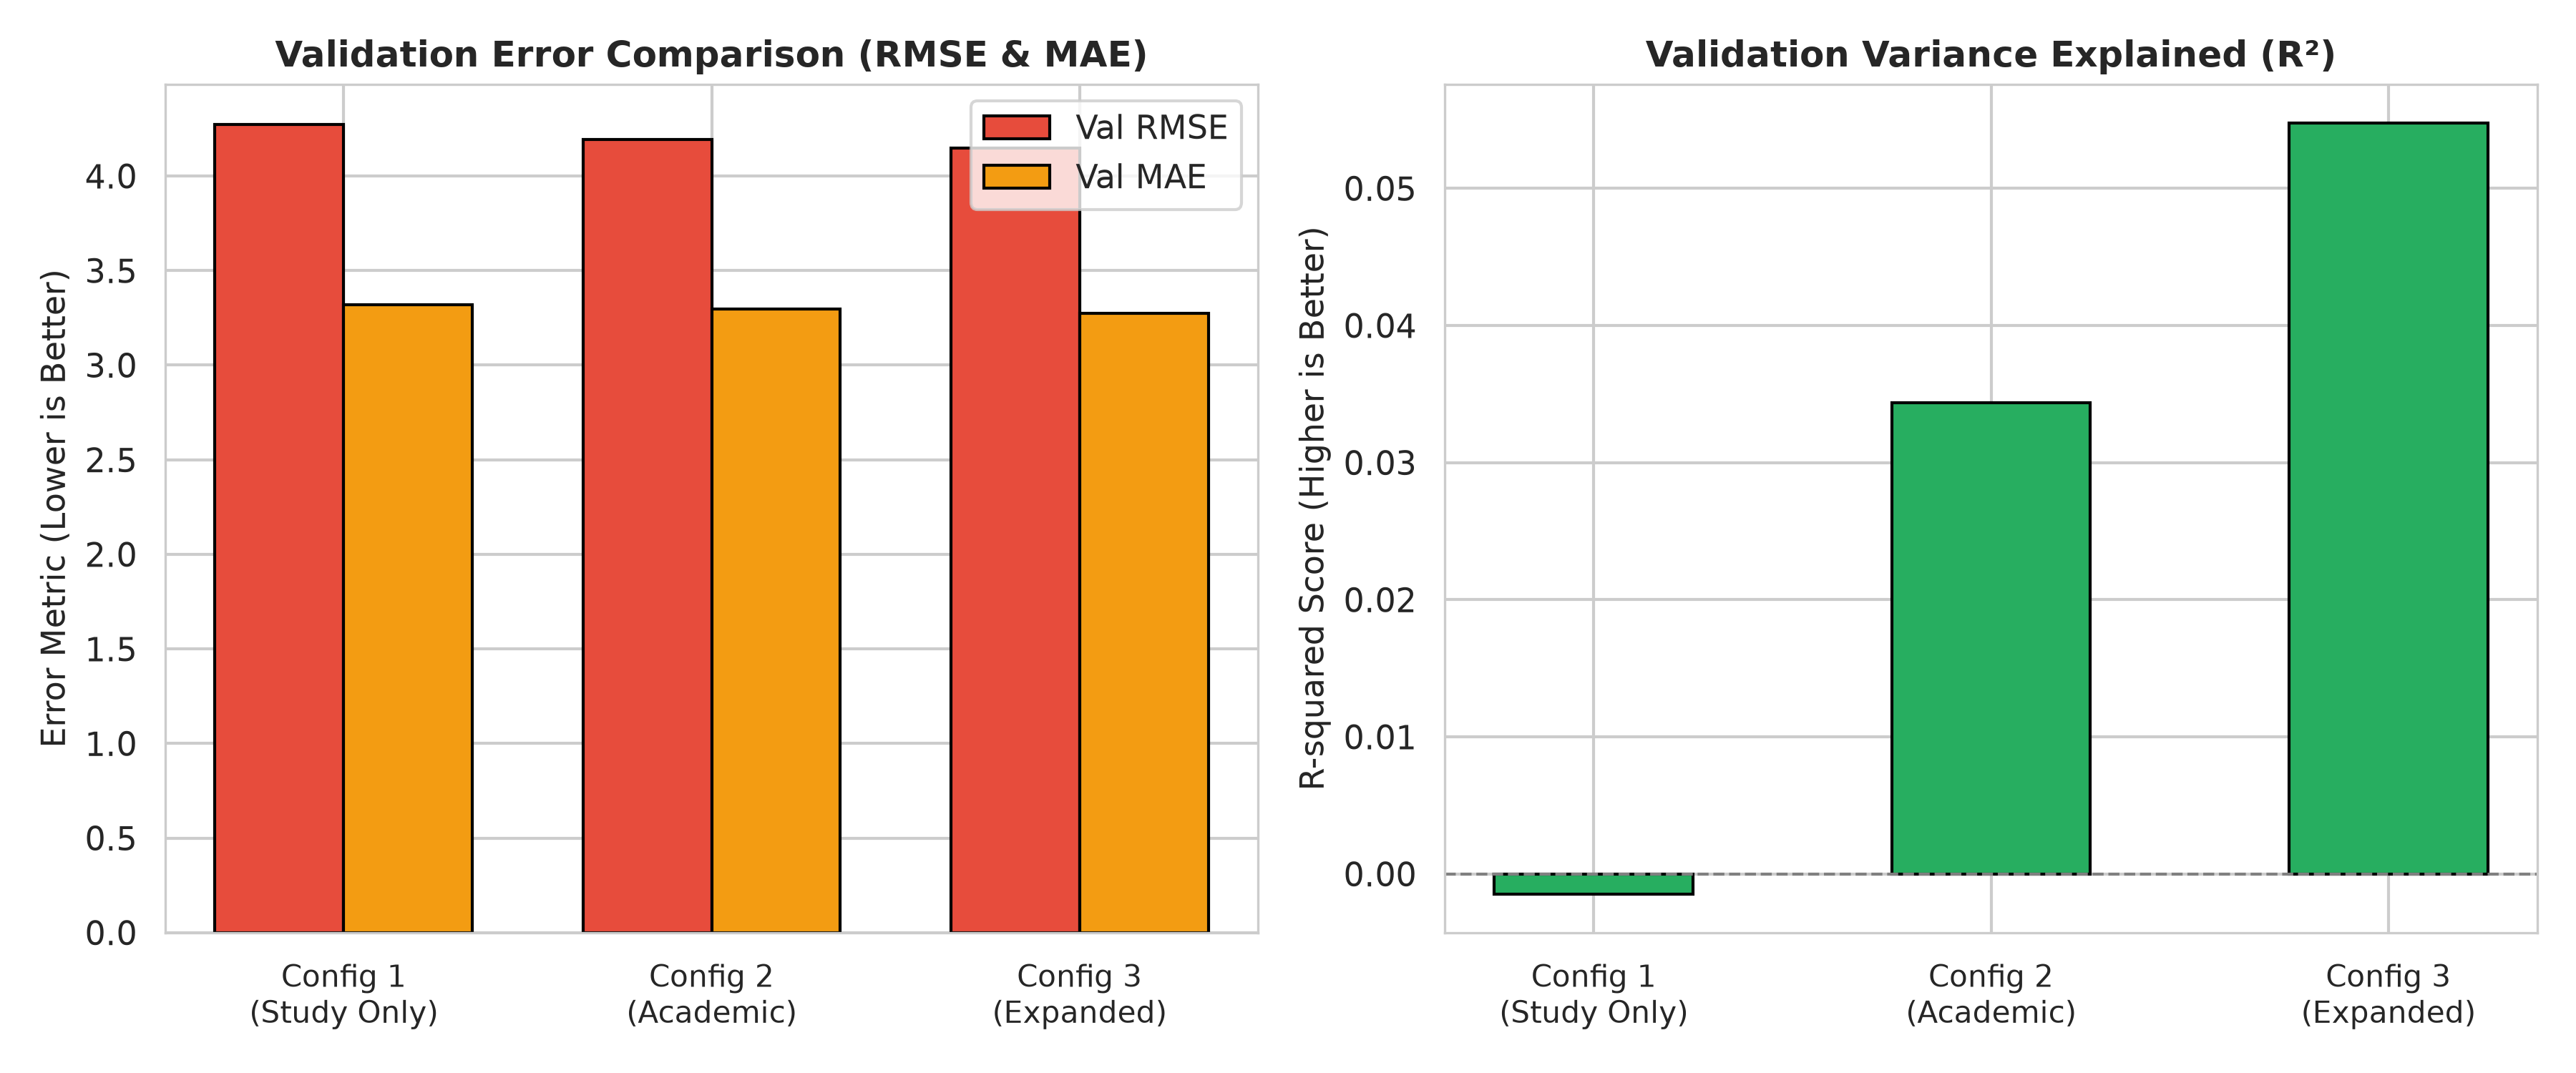 Validation Error Comparison (RMSE & MAE)
Error Metric (Lower is Better)
4.0
3.5
3.0
2.5
2.0
1.5
1.0
0.5
0.0
Val RMSE
Val MAE
Config 1
(Study Only)
Config 2
(Academic)
Config 3
(Expanded)
Validation Variance Explained (R²)
R-squared Score (Higher is Better)
0.05
0.04
0.03
0.02
0.01
0.00
Config 1
(Study Only)
Config 2
(Academic)
Config 3
(Expanded)